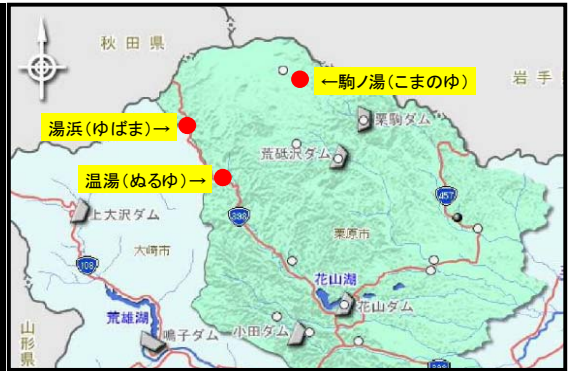 秋田県
岩手
←駒ノ湯(こまのゆ)
湯浜(ゆばま)→
栗駒ダム
荒砥沢ダム
温湯(ぬるゆ)→
457
上大沢ダム
398
栗原市
大崎市
108
花山湖
花山ダム
荒雄湖
鳴子ダム
小田ダム
山形県